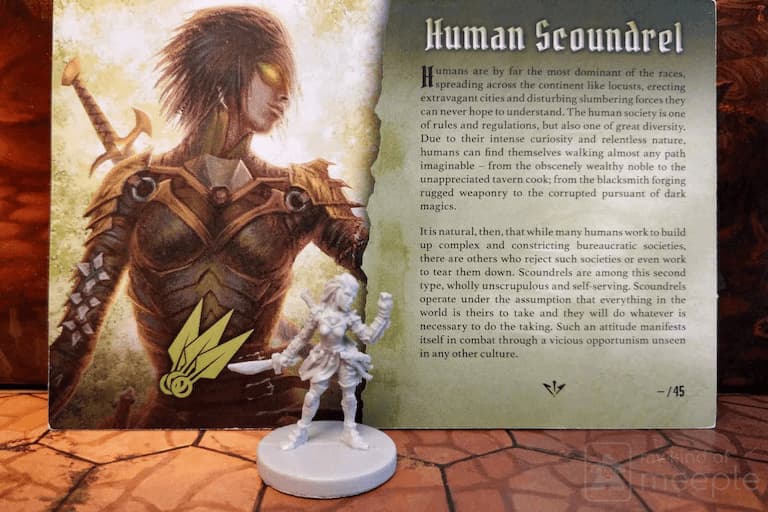 Human Scoundrel
Humans are by far the most dominant of the races,
spreading across the continent like locusts, erecting
extravagant cities and disturbing slumbering forces they
can never hope to understand. The human society is one
of rules and regulations, but also one of great diversity.
Due to their intense curiosity and relentless nature,
humans can find themselves walking almost any path
imaginable – from the obscenely wealthy noble to the
unappreciated tavern cook; from the blacksmith forging
rugged weaponry to the corrupted pursuant of dark
magics.
It is natural, then, that while many humans work to build
up complex and constricting bureaucratic societies,
there are others who reject such societies or even work
to tear them down. Scoundrels are among this second
type, wholly unscrupulous and self-serving. Scoundrels
operate under the assumption that everything in the
world is theirs to take and they will do whatever is
necessary to do the taking. Such an attitude manifests
itself in combat through a vicious opportunism unseen
in any other culture.
– / 45
my kind of
meeple